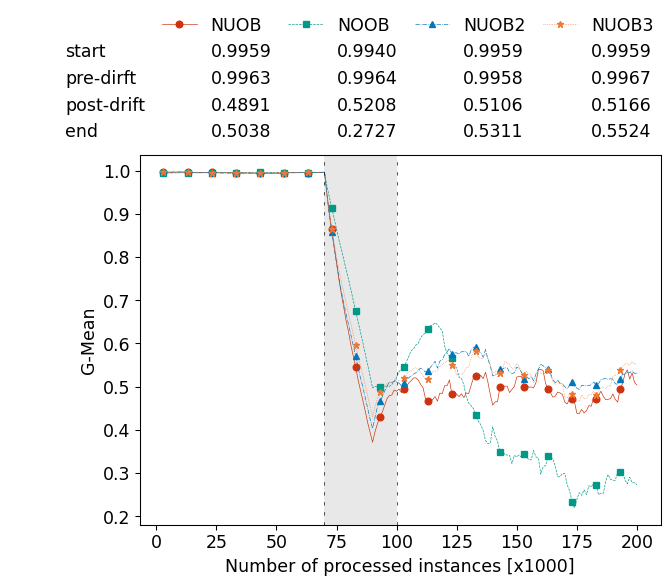 NUOB NOOB NUOB2 NUOB3
start 0.9959 0.9940 0.9959 0.9959
pre-dirft 0.9963 0.9964 0.9958 0.9967
post-drift 0.4891 0.5208 0.5106 0.5166
end 0.5038 0.2727 0.5311 0.5524
1.0
0.9
0.8
0.7
0.6
0.5
0.4
0.3
0.2
G-Mean
0 25 50 75 100 125 150 175 200
Number of processed instances [x1000]